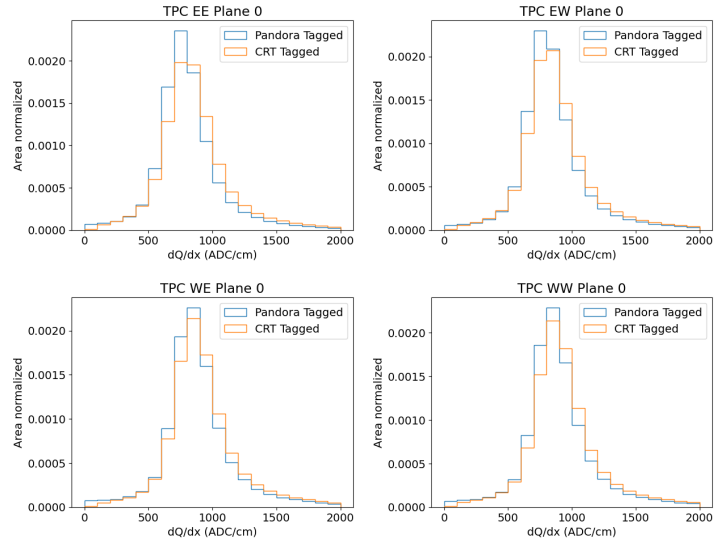 TPC EE Plane 0
Area normalized
0.0020
0.0015
0.0010
0.0005
0.0000
Pandora Tagged
CRT Tagged
0 500 1000 1500 2000
dQ/dx (ADC/cm)
TPC EW Plane 0
Area normalized
0.0020
0.0015
0.0010
0.0005
0.0000
Pandora Tagged
CRT Tagged
0 500 1000 1500 2000
dQ/dx (ADC/cm)
TPC WE Plane 0
Area normalized
0.0020
0.0015
0.0010
0.0005
0.0000
Pandora Tagged
CRT Tagged
0 500 1000 1500 2000
dQ/dx (ADC/cm)
TPC WW Plane 0
Area normalized
0.0020
0.0015
0.0010
0.0005
0.0000
Pandora Tagged
CRT Tagged
0 500 1000 1500 2000
dQ/dx (ADC/cm)